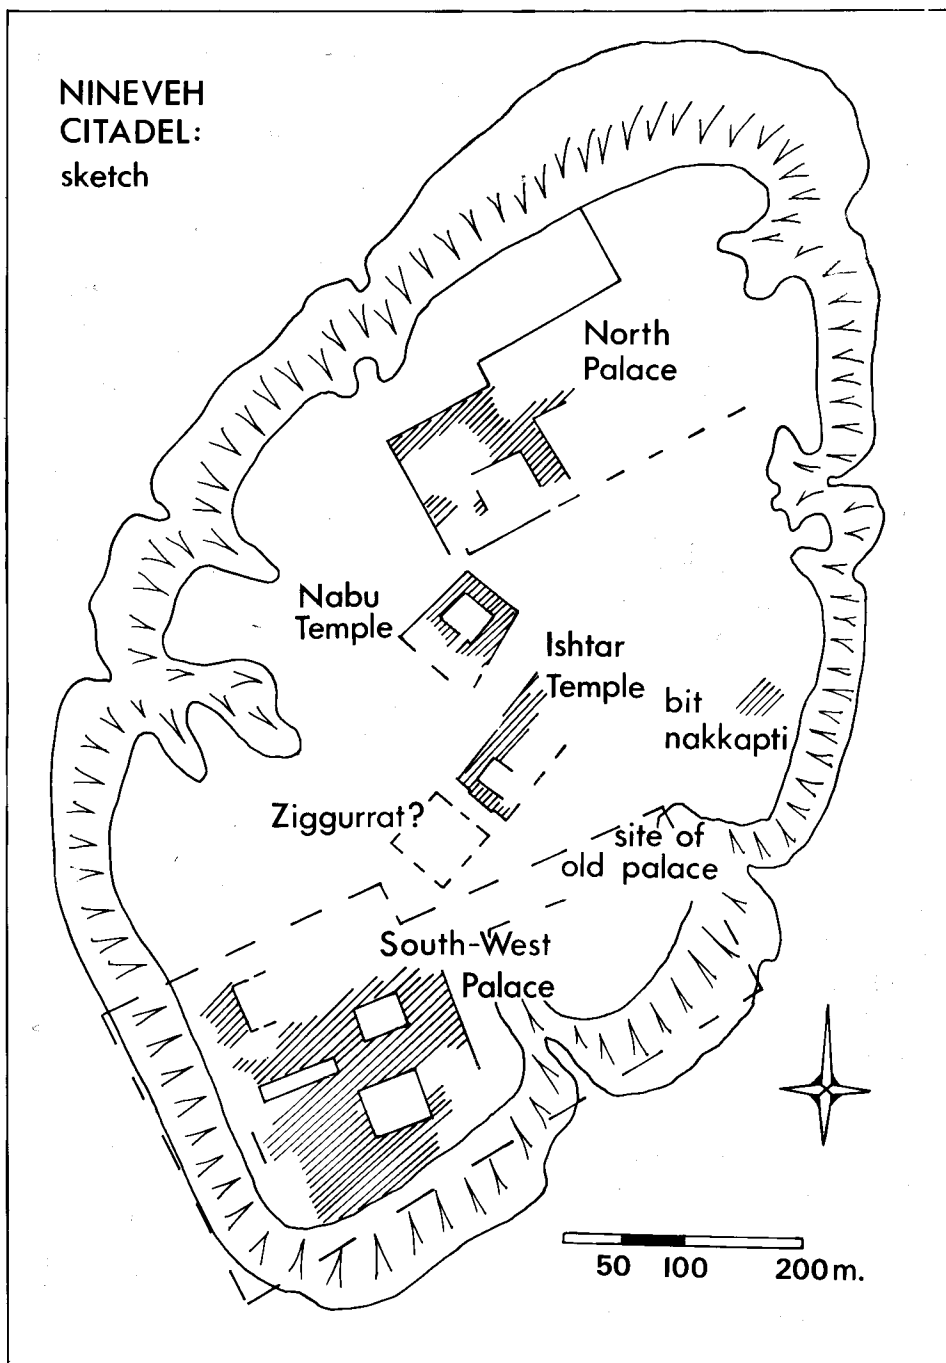 NINEVEH
CITADEL:
sketch
North
Palace
Nabu
Temple
Ishtar
Temple
bit
nakkapti
Ziggurrat?
site of
old palace
South-West
Palace
50 100 200 m.